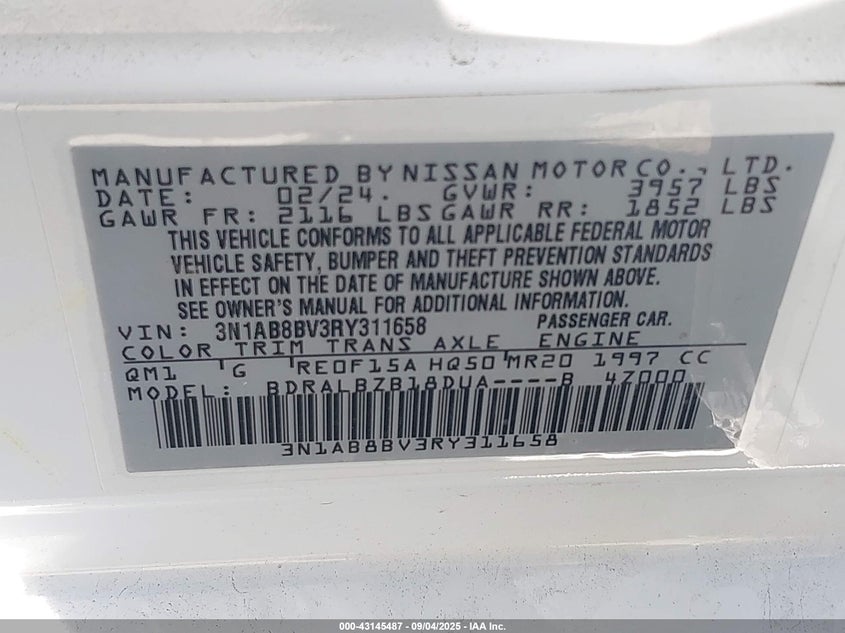 MANUFACTURED BY NISSAN MOTOR CO., LTD.
DATE: 02/24. GVWR: 3957 LBS
GAWR FR: 2116 LBS GAWR RR: 1852 LBS
THIS VEHICLE CONFORMS TO ALL APPLICABLE FEDERAL MOTOR
VEHICLE SAFETY, BUMPER AND THEFT PREVENTION STANDARDS
IN EFFECT ON THE DATE OF MANUFACTURE SHOWN ABOVE.
SEE OWNER'S MANUAL FOR ADDITIONAL INFORMATION.
VIN: 3N1AB8BV3RY311658 PASSENGER CAR.
COLOR TRIM TRANS AXLE ENGINE
QM1 G RE0F15A HQ50 MR20 1997 CC
MODEL: BDRALBZB18DUA----B 47000
3N1AB8BV3RY311658
000-43145487 - 09/04/2025 - IAA Inc.